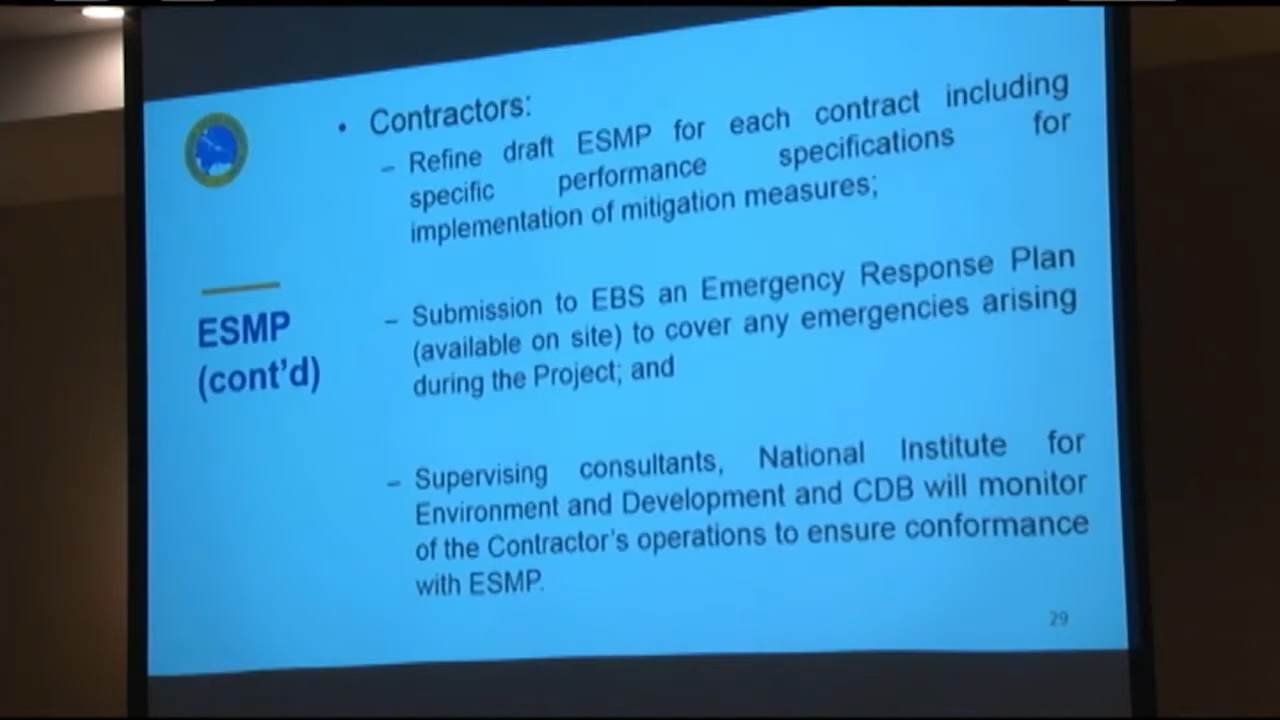 • Contractors:
– Refine draft ESMP for each contract including
specific performance specifications for
implementation of mitigation measures;
ESMP
(cont'd)
– Submission to EBS an Emergency Response Plan
(available on site) to cover any emergencies arising
during the Project; and
– Supervising consultants, National Institute for
Environment and Development and CDB will monitor
of the Contractor's operations to ensure conformance
with ESMP.
29